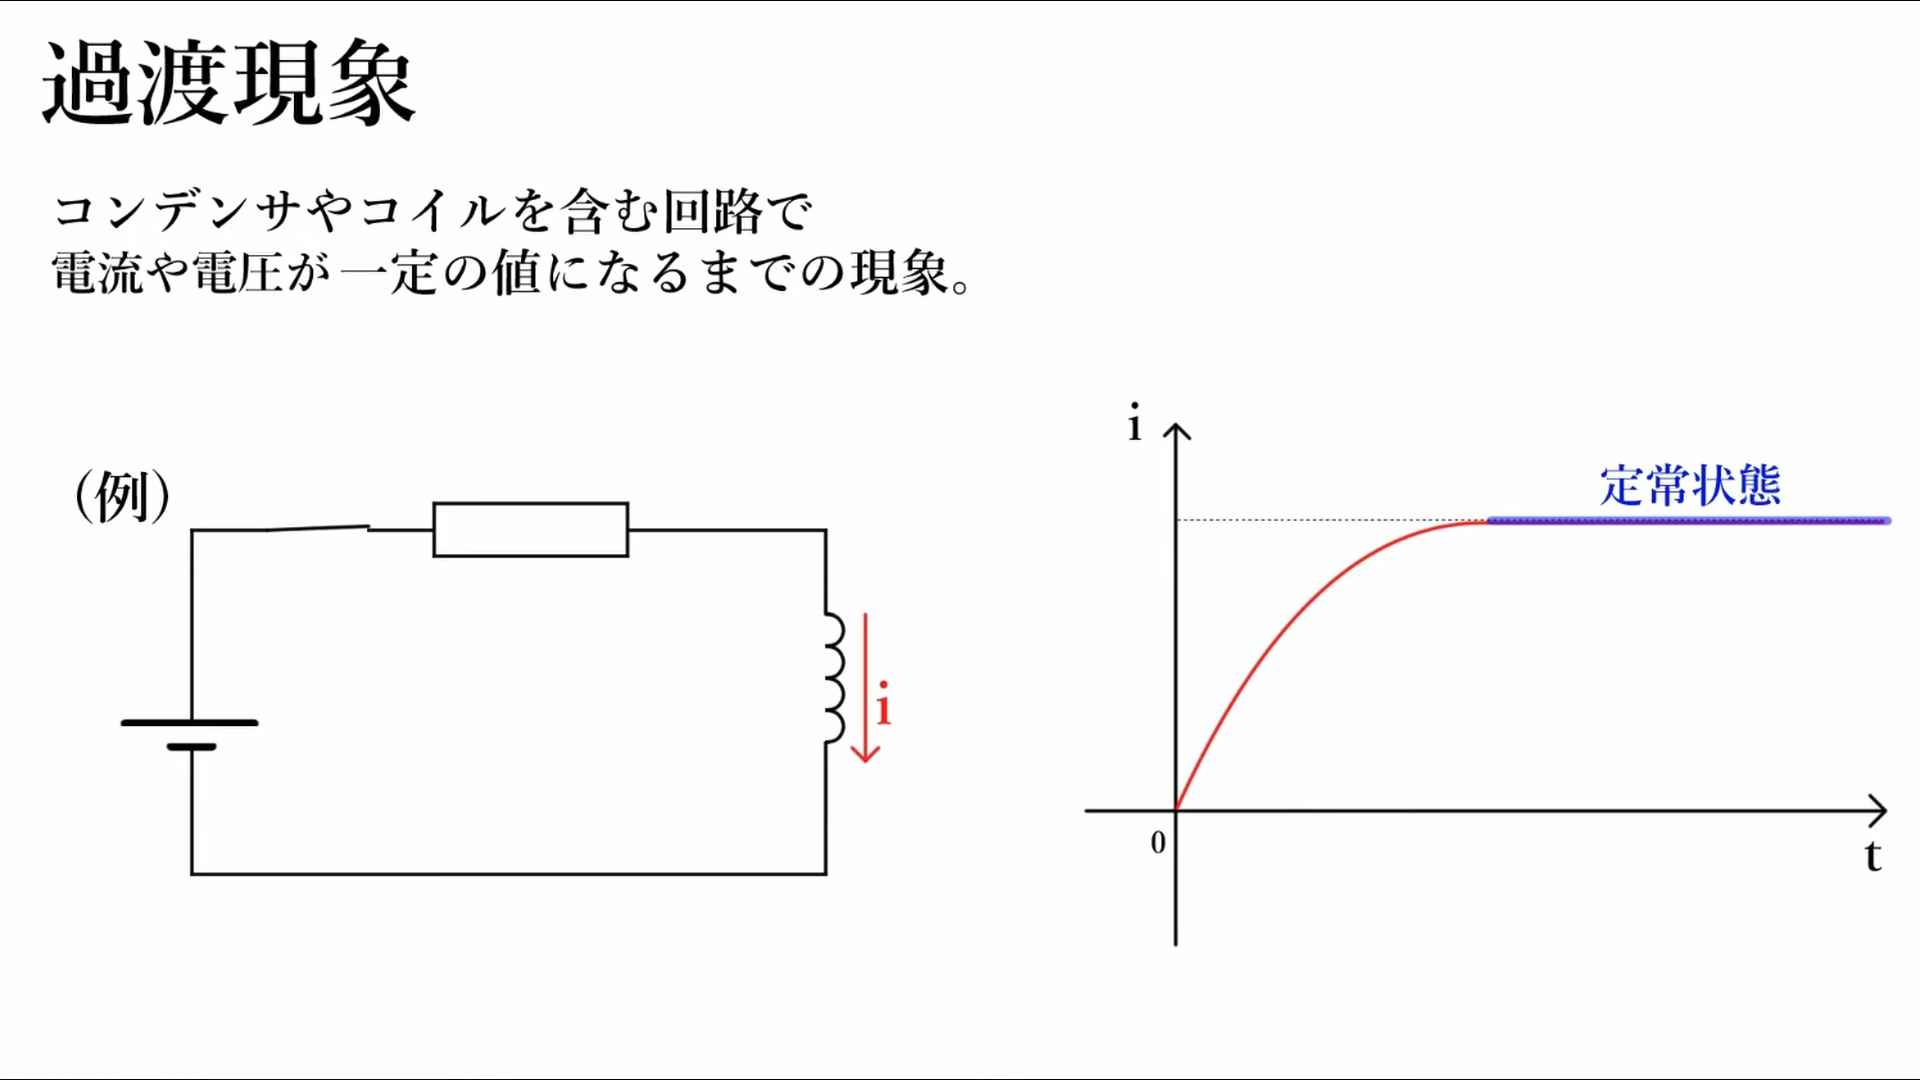 過渡現象
コンデンサやコイルを含む回路で
電流や電圧が一定の値になるまでの現象。
(例)
i
i
定常状態
0
t